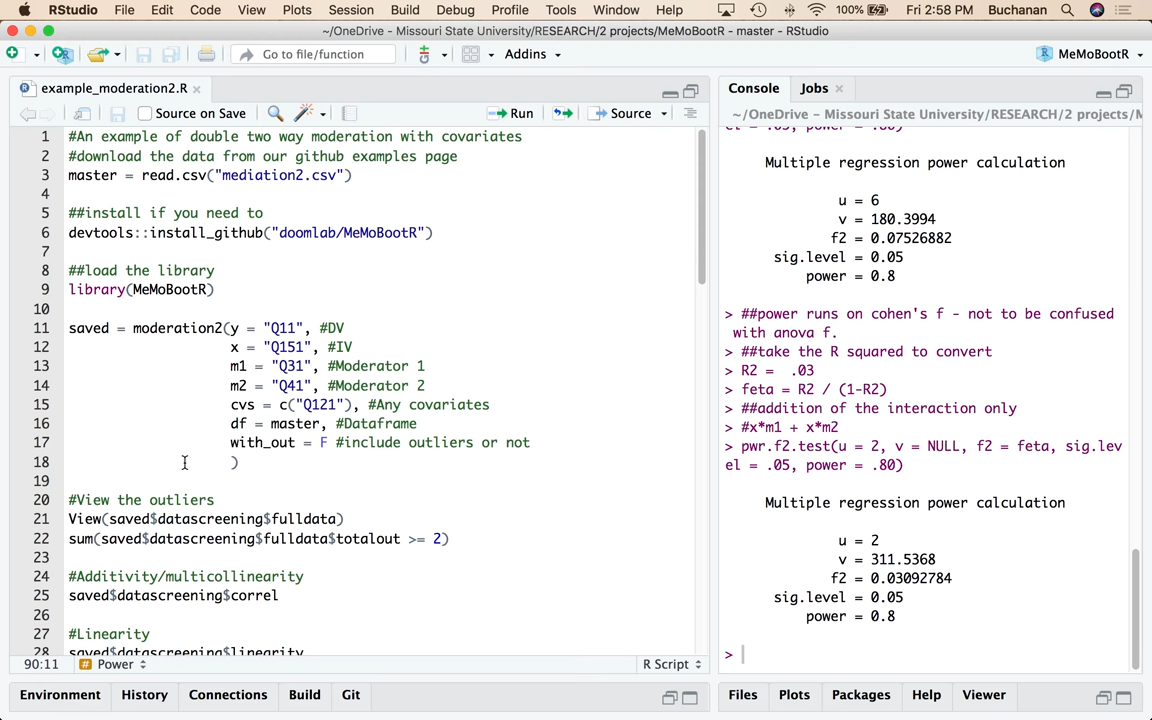 RStudio File Edit Code View Plots Session Build Debug Profile Tools Window Help 100% Fri 2:58 PM Buchanan
~/OneDrive - Missouri State University/RESEARCH/2 projects/MeMoBootR - master - RStudio
Go to file/function Addins MeMoBootR
example_moderation2.R
Source on Save Run Source
1 #An example of double two way moderation with covariates
2 #download the data from our github examples page
3 master = read.csv("mediation2.csv")
4
5 ##install if you need to
6 devtools::install_github("doomlab/MeMoBootR")
7
8 ##load the library
9 library(MeMoBootR)
10
11 saved = moderation2(y = "Q11", #DV
12 x = "Q151", #IV
13 m1 = "Q31", #Moderator 1
14 m2 = "Q41", #Moderator 2
15 cvs = c("Q121"), #Any covariates
16 df = master, #Dataframe
17 with_out = F #include outliers or not
18 )
19
20 #View the outliers
21 View(saved$datascreening$fulldata)
22 sum(saved$datascreening$fulldata$totalout >= 2)
23
24 #Additivity/multicollinearity
25 saved$datascreening$correl
26
27 #Linearity
28 saved$datascreening$linearity
90:11 Power R Script
Environment History Connections Build Git
Console Jobs
~/OneDrive - Missouri State University/RESEARCH/2 projects/M
el = .05, power = .80)
Multiple regression power calculation
u = 6
v = 180.3994
f2 = 0.07526882
sig.level = 0.05
power = 0.8
> ##power runs on cohen's f - not to be confused
with anova f.
> ##take the R squared to convert
> R2 =  .03
> feta = R2 / (1-R2)
> ##addition of the interaction only
> #x*m1 + x*m2
> pwr.f2.test(u = 2, v = NULL, f2 = feta, sig.lev
el = .05, power = .80)
Multiple regression power calculation
u = 2
v = 311.5368
f2 = 0.03092784
sig.level = 0.05
power = 0.8
>
Files Plots Packages Help Viewer